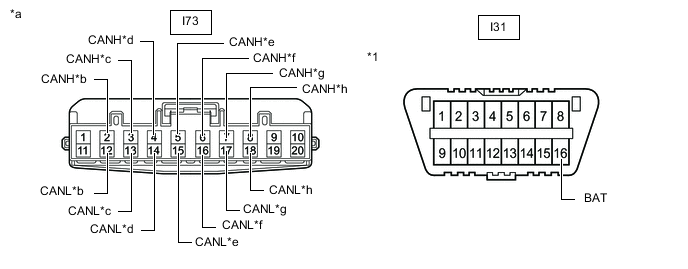 *a
I73
I31
CANH*d
CANH*e
CANH*c
CANH*f
*1
CANH*b
CANH*g
CANH*h
1 2 3 4 5 6 7 8 9 10
11 12 13 14 15 16 17 18 19 20
1 2 3 4 5 6 7 8
9 10 11 12 13 14 15 16
CANL*b
CANL*h
BAT
CANL*c
CANL*g
CANL*d
CANL*f
CANL*e